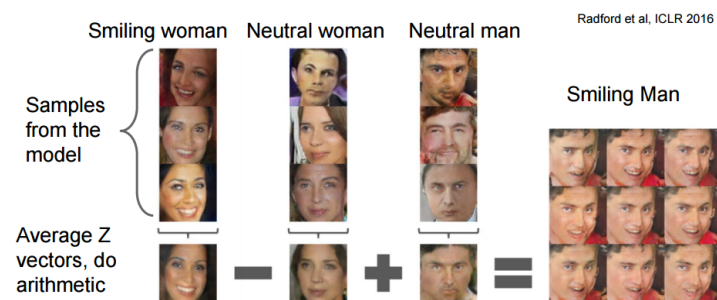 Radford et al, ICLR 2016
Smiling woman Neutral woman Neutral man
Samples
from the
model
Smiling Man
Average Z
vectors, do
arithmetic